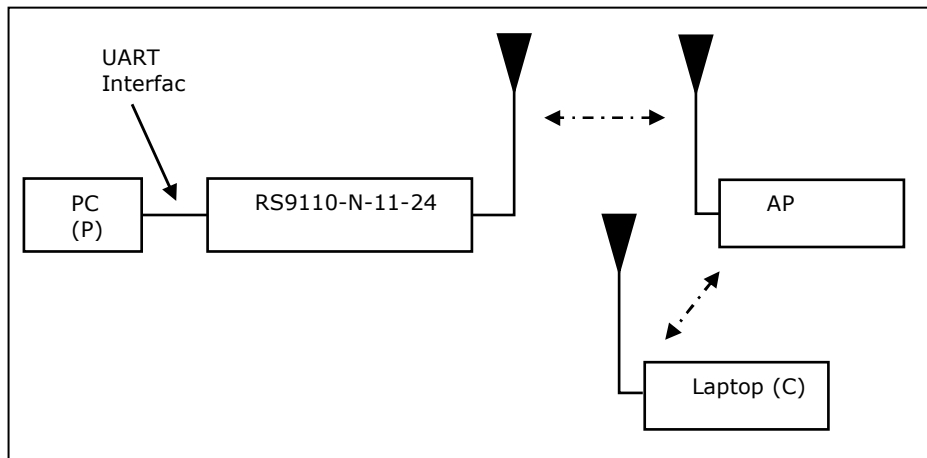 UART
Interfac
PC
(P)
RS9110-N-11-24
AP
Laptop (C)